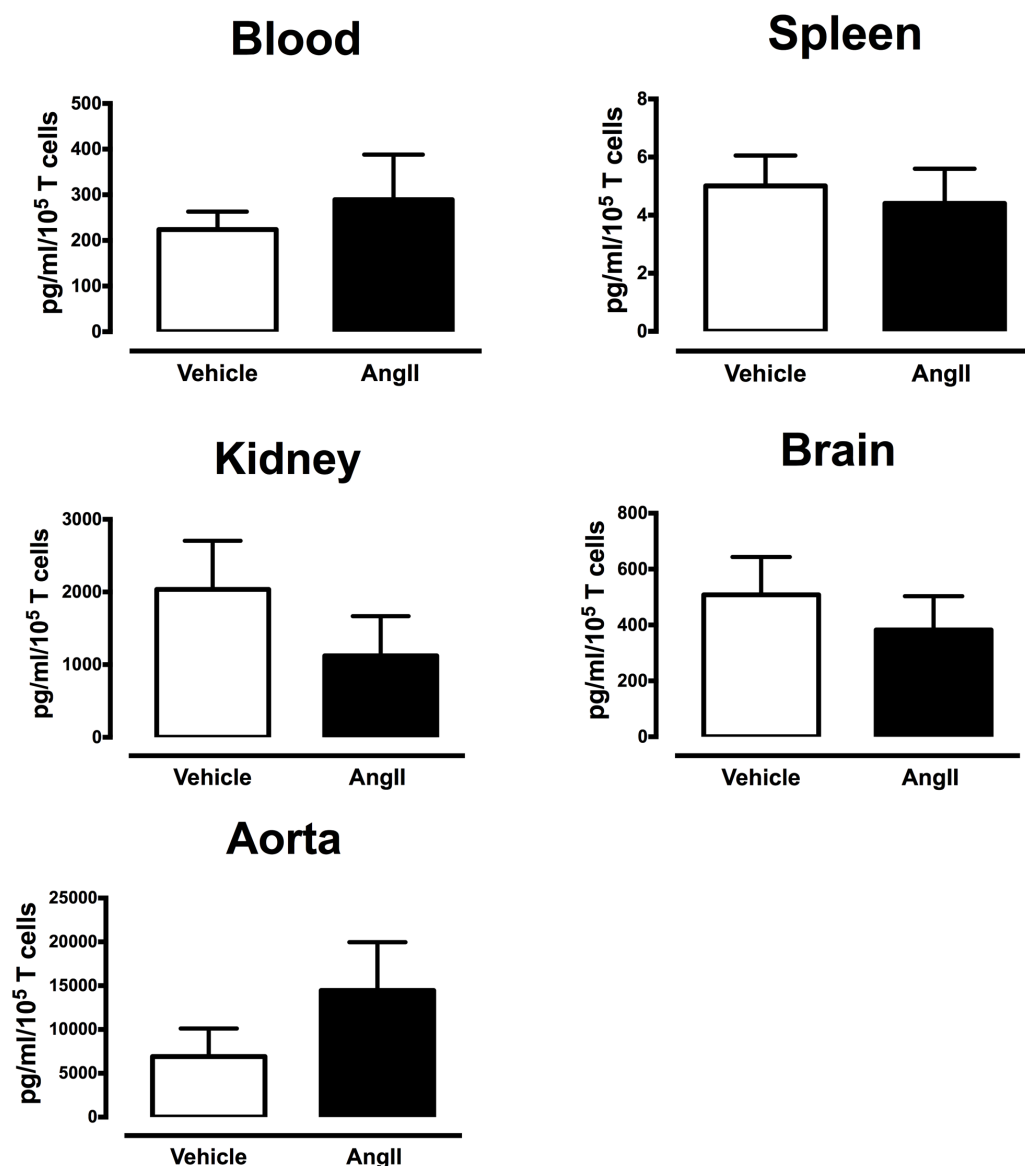 Blood
pg/ml/10⁵ T cells
500
400
300
200
100
0
Vehicle AngII
Spleen
pg/ml/10⁵ T cells
8
6
4
2
0
Vehicle AngII
Kidney
pg/ml/10⁵ T cells
3000
2000
1000
0
Vehicle AngII
Brain
pg/ml/10⁵ T cells
800
600
400
200
0
Vehicle AngII
Aorta
pg/ml/10⁵ T cells
25000
20000
15000
10000
5000
0
Vehicle AngII